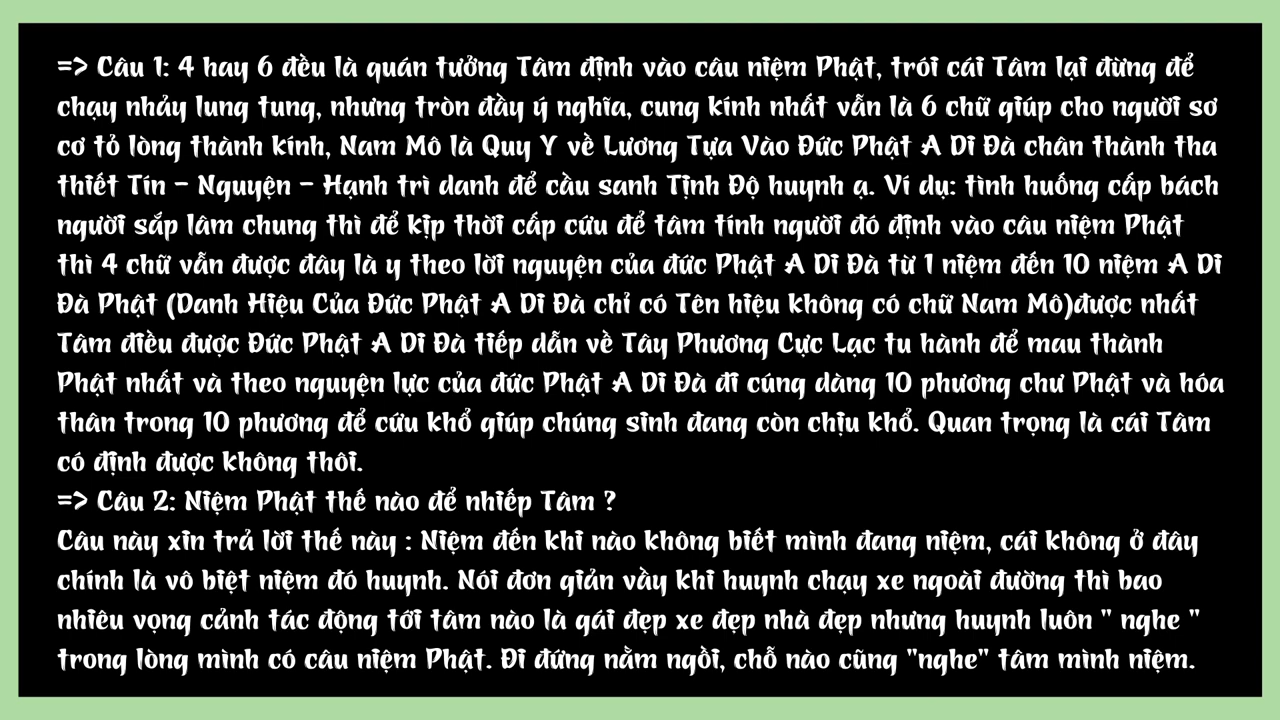 => Câu 1: 4 hay 6 đều là quán tưởng Tâm định vào câu niệm Phật, trói cái Tâm lại đừng để
chạy nhảy lung tung, nhưng tròn đầy ý nghĩa, cung kính nhất vẫn là 6 chữ giúp cho người sơ
cơ tỏ lòng thành kính, Nam Mô là Quy Y về Lương Tựa Vào Đức Phật A Di Đà chân thành tha
thiết Tín - Nguyện - Hạnh trì danh để cầu sanh Tịnh Độ huynh ạ. Ví dụ: tình huống cấp bách
người sắp lâm chung thì để kịp thời cấp cứu để tâm tính người đó định vào câu niệm Phật
thì 4 chữ vẫn được đây là y theo lời nguyện của đức Phật A Di Đà từ 1 niệm đến 10 niệm A Di
Đà Phật (Danh Hiệu Của Đức Phật A Di Đà chỉ có Tên hiệu không có chữ Nam Mô)được nhất
Tâm điều được Đức Phật A Di Đà tiếp dẫn về Tây Phương Cực Lạc tu hành để mau thành
Phật nhất và theo nguyện lực của đức Phật A Di Đà đi cúng dàng 10 phương chư Phật và hóa
thân trong 10 phương để cứu khổ giúp chúng sinh đang còn chịu khổ. Quan trọng là cái Tâm
có định được không thôi.
=> Câu 2: Niệm Phật thế nào để nhiếp Tâm ?
Câu này xin trả lời thế này : Niệm đến khi nào không biết mình đang niệm, cái không ở đây
chính là vô biệt niệm đó huynh. Nói đơn giản vầy khi huynh chạy xe ngoài đường thì bao
nhiêu vọng cảnh tác động tới tâm nào là gái đẹp xe đẹp nhà đẹp nhưng huynh luôn " nghe "
trong lòng mình có câu niệm Phật. Đi đứng nằm ngồi, chỗ nào cũng "nghe" tâm mình niệm.